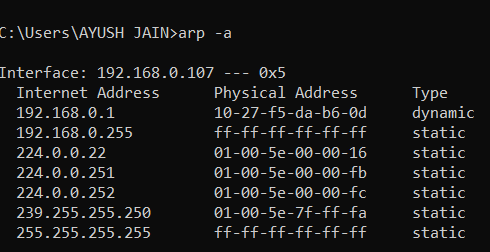 C:\Users\AYUSH JAIN>arp -a
Interface: 192.168.0.107 --- 0x5
Internet Address Physical Address Type
192.168.0.1 10-27-f5-da-b6-0d dynamic
192.168.0.255 ff-ff-ff-ff-ff-ff static
224.0.0.22 01-00-5e-00-00-16 static
224.0.0.251 01-00-5e-00-00-fb static
224.0.0.252 01-00-5e-00-00-fc static
239.255.255.250 01-00-5e-7f-ff-fa static
255.255.255.255 ff-ff-ff-ff-ff-ff static